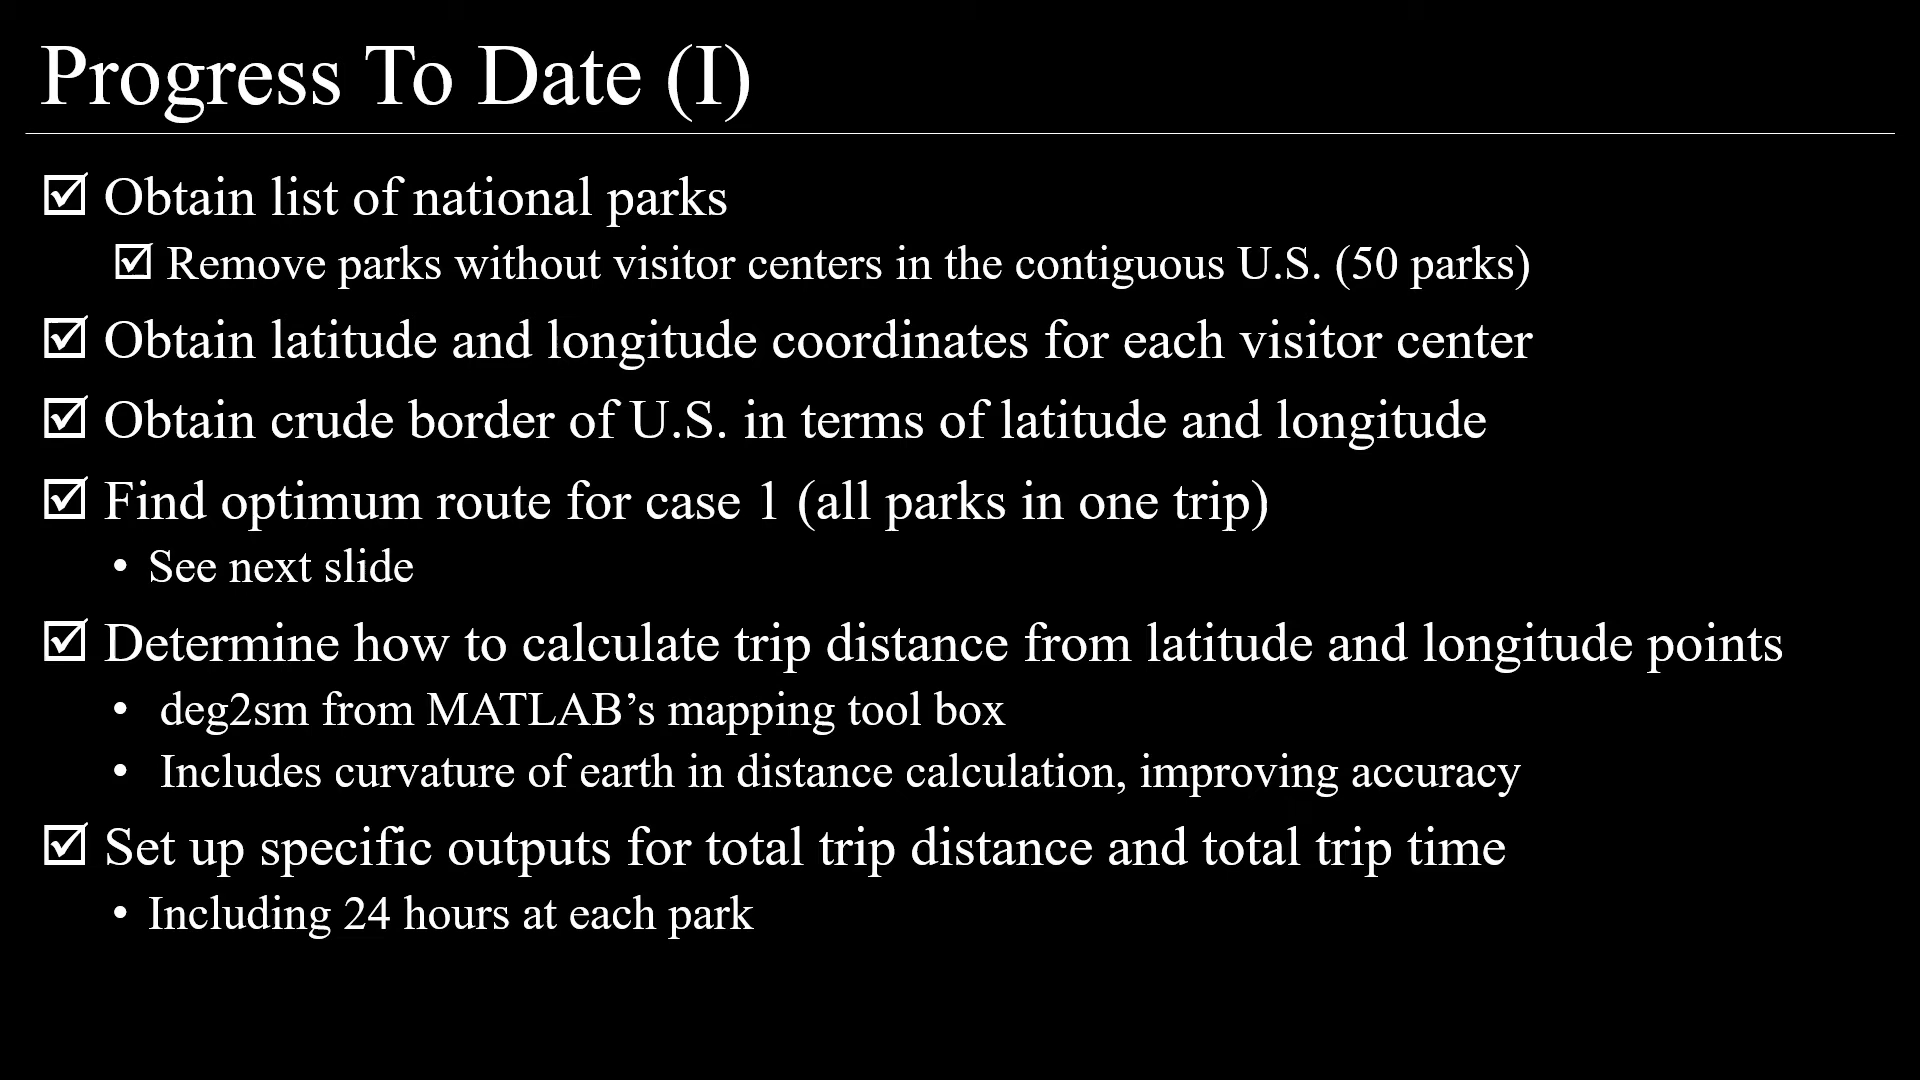 Progress To Date (I)
☑ Obtain list of national parks
☑ Remove parks without visitor centers in the contiguous U.S. (50 parks)
☑ Obtain latitude and longitude coordinates for each visitor center
☑ Obtain crude border of U.S. in terms of latitude and longitude
☑ Find optimum route for case 1 (all parks in one trip)
• See next slide
☑ Determine how to calculate trip distance from latitude and longitude points
• deg2sm from MATLAB’s mapping tool box
• Includes curvature of earth in distance calculation, improving accuracy
☑ Set up specific outputs for total trip distance and total trip time
• Including 24 hours at each park